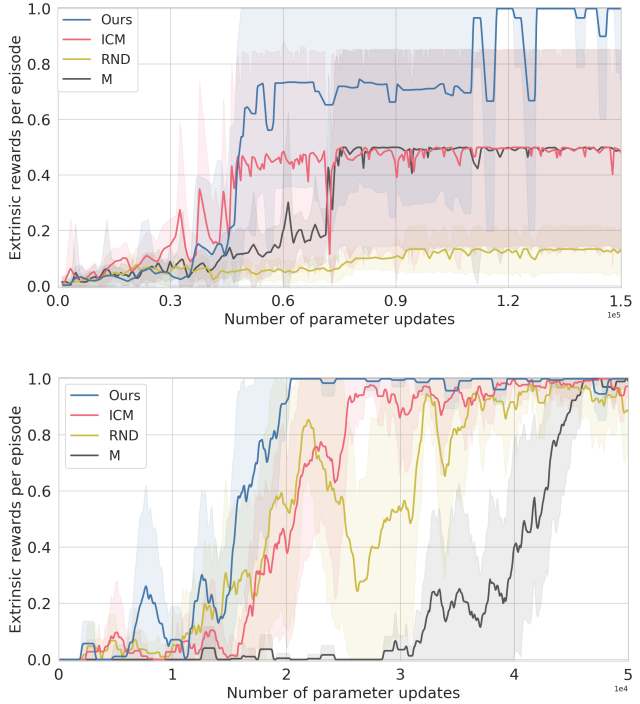 Extrinsic rewards per episode
1.0
0.8
0.6
0.4
0.2
0.0
Ours
ICM
RND
M
0.0 0.3 0.6 0.9 1.2 1.5
1e5
Number of parameter updates
Extrinsic rewards per episode
1.0
0.8
0.6
0.4
0.2
0.0
Ours
ICM
RND
M
0 1 2 3 4 5
1e4
Number of parameter updates